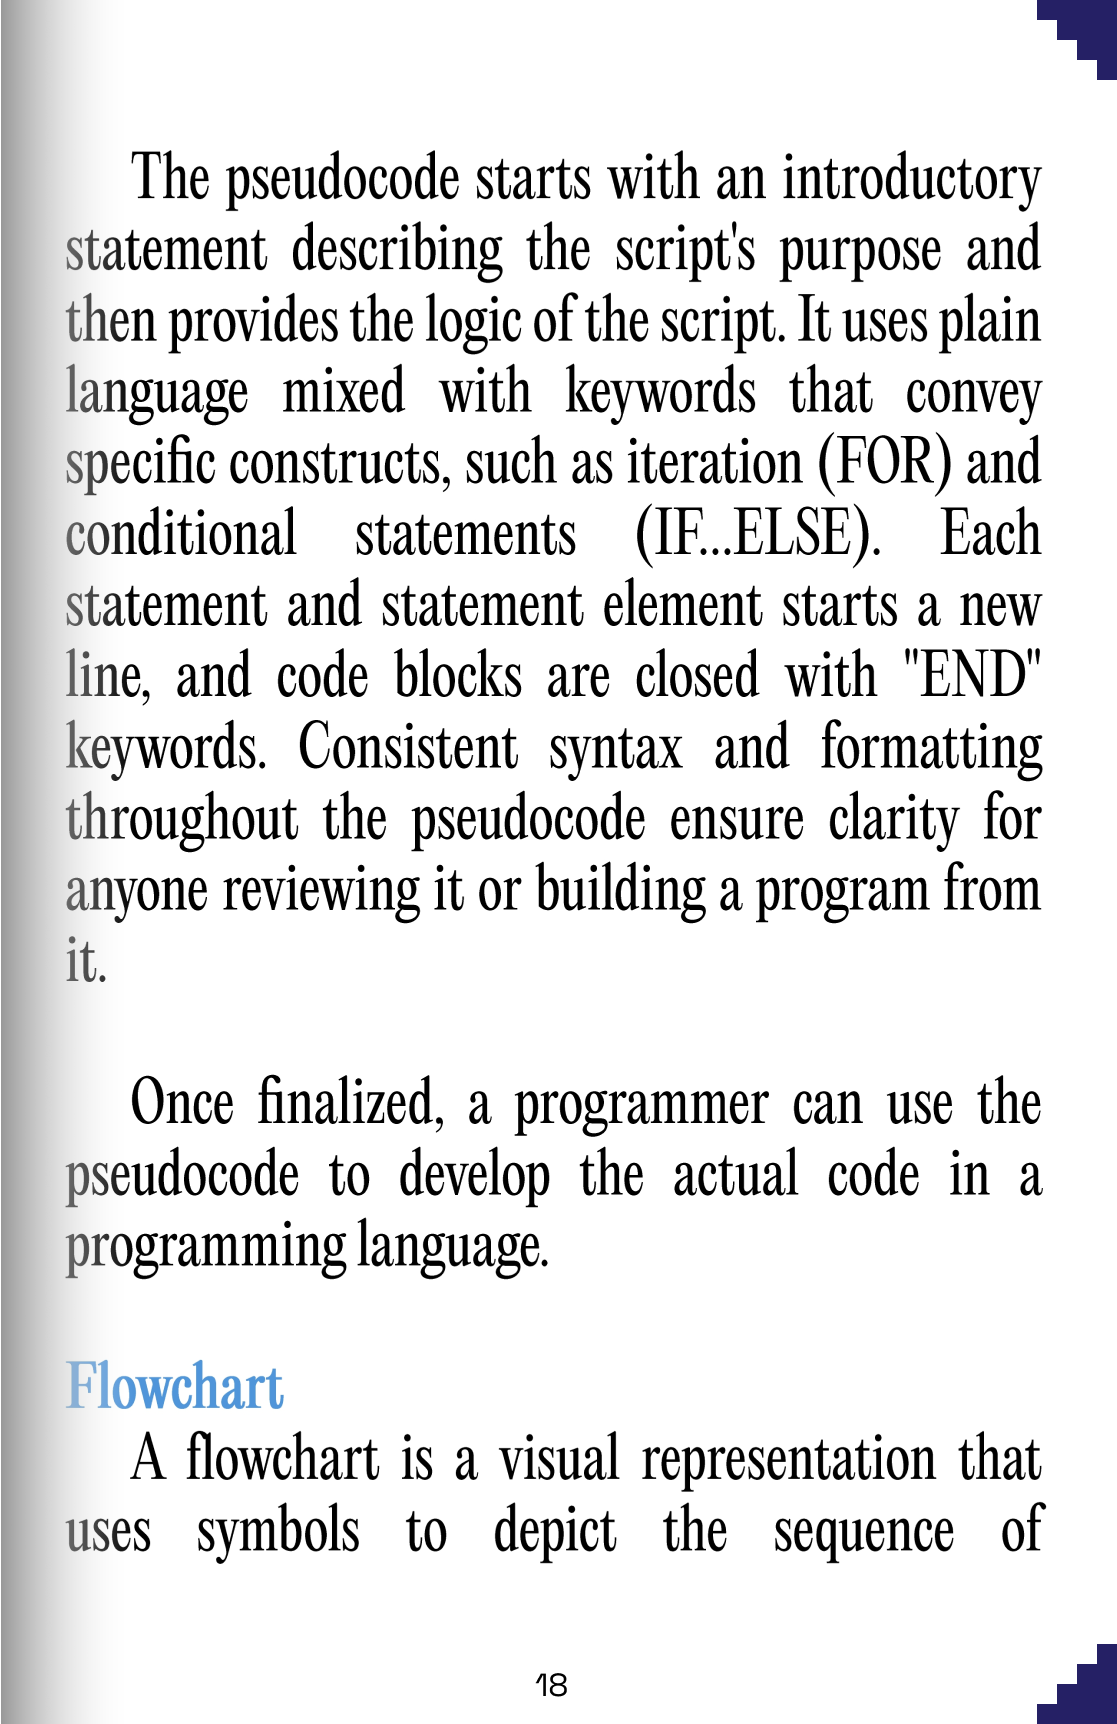 The pseudocode starts with an introductory
statement describing the script's purpose and
then provides the logic of the script. It uses plain
language mixed with keywords that convey
specific constructs, such as iteration (FOR) and
conditional statements (IF...ELSE). Each
statement and statement element starts a new
line, and code blocks are closed with "END"
keywords. Consistent syntax and formatting
throughout the pseudocode ensure clarity for
anyone reviewing it or building a program from
it.
Once finalized, a programmer can use the
pseudocode to develop the actual code in a
programming language.
Flowchart
A flowchart is a visual representation that
uses symbols to depict the sequence of
18